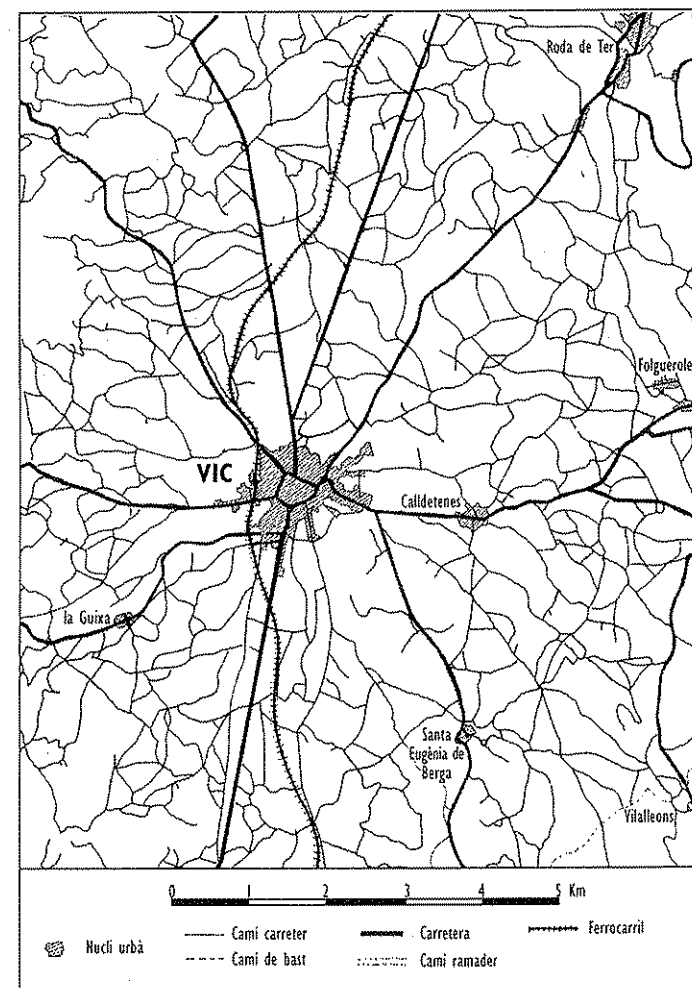 Roda de Ter
Folguerole
VIC
Calldetenes
la Guixa
Santa
Eugènia de
Berga
Vilalleons
0 1 2 3 4 5 Km
Nucli urbà
Camí carreter
Carretera
Ferrocarril
Camí de bast
Camí ramader